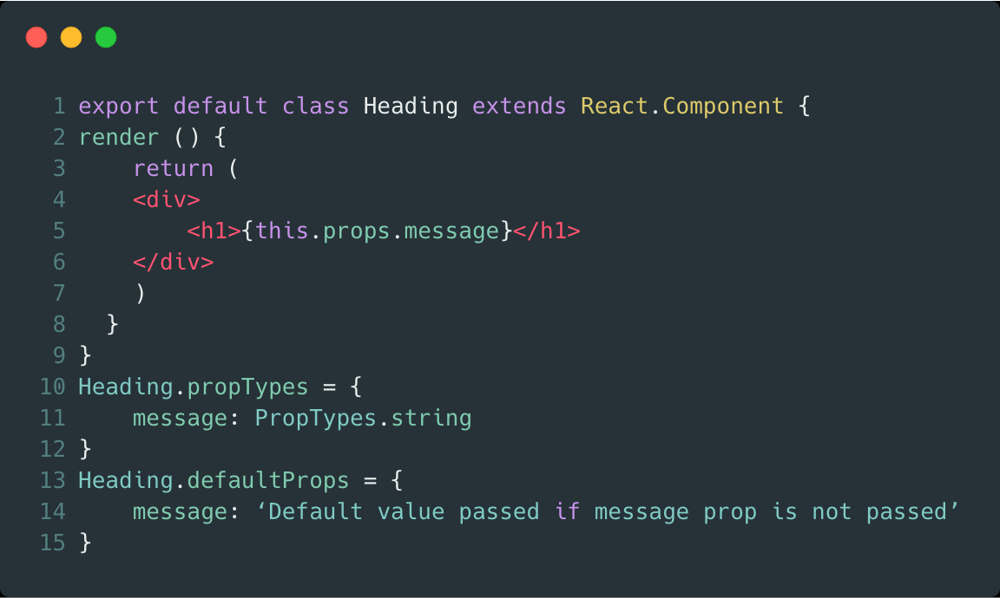 1 export default class Heading extends React.Component {
2 render () {
3     return (
4     <div>
5         <h1>{this.props.message}</h1>
6     </div>
7     )
8   }
9 }
10 Heading.propTypes = {
11     message: PropTypes.string
12 }
13 Heading.defaultProps = {
14     message: ‘Default value passed if message prop is not passed’
15 }